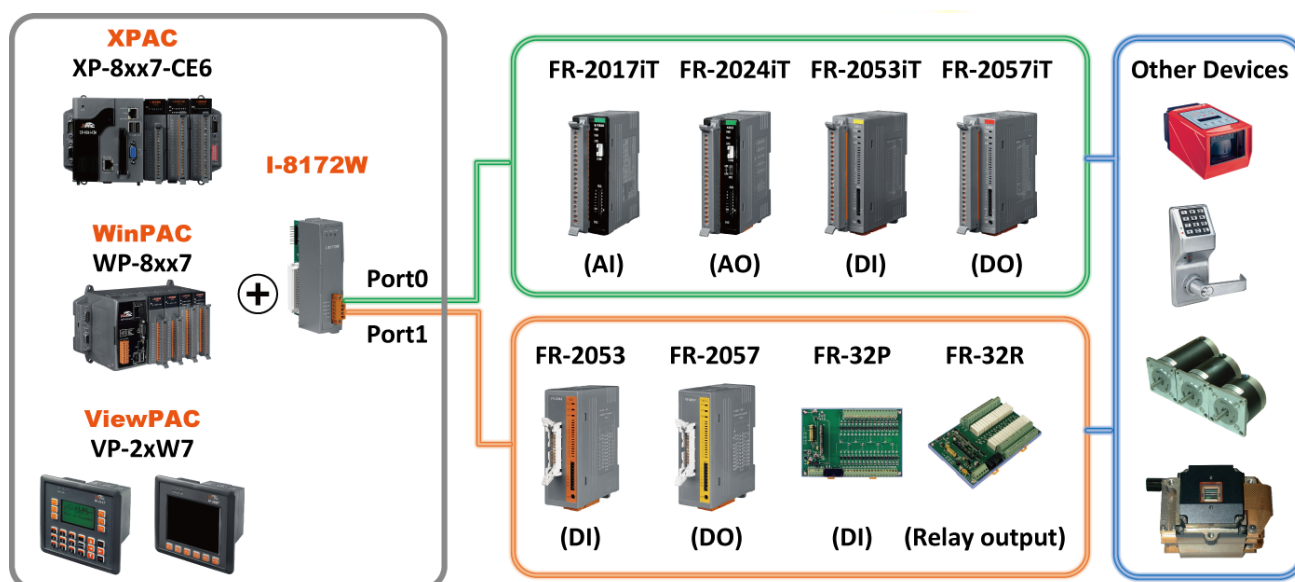 XPAC
XP-8xx7-CE6
I-8172W
WinPAC
WP-8xx7
Port0
Port1
ViewPAC
VP-2xW7
FR-2017iT FR-2024iT FR-2053iT FR-2057iT
(AI) (AO) (DI) (DO)
FR-2053 FR-2057 FR-32P FR-32R
(DI) (DO) (DI) (Relay output)
Other Devices